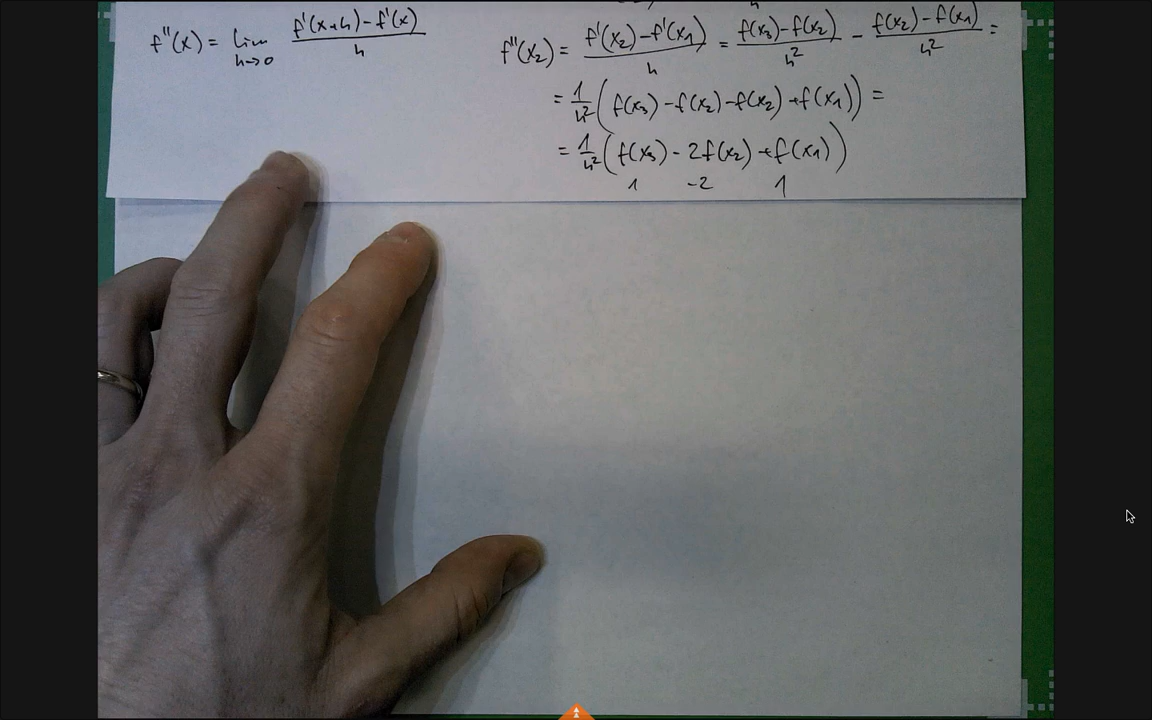 f''(x) = lim h→0 (f'(x+h) - f'(x)) / h
f''(x₂) = (f'(x₂) - f'(x₁)) / h = (f(x₃) - f(x₂)) / h² - (f(x₂) - f(x₁)) / h² =
= 1/h² (f(x₃) - f(x₂) - f(x₂) + f(x₁)) =
= 1/h² (f(x₃) - 2f(x₂) + f(x₁))
1 -2 1